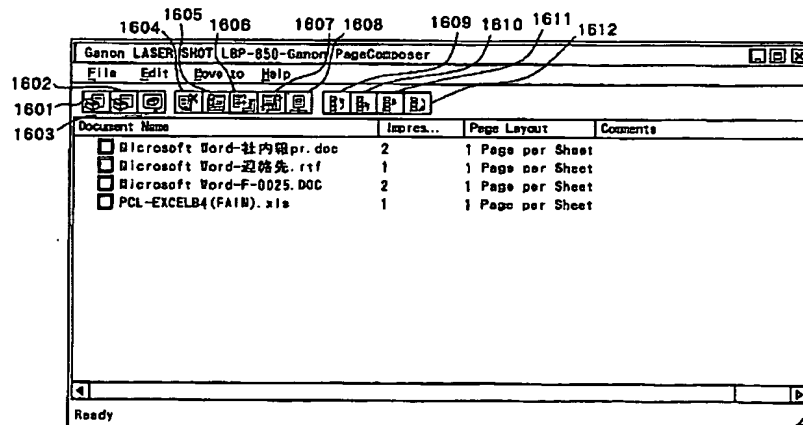 1605 1606 1607 1608 1609 1610 1611
1604 1612
Ganon LASER SHOT LBP-850-Ganon PageComposer
File Edit Move to Help
1602
1601
1603
Document Name Impres... Page Layout Comments
Microsoft Word-社内報pr.doc 2 1 Page per Sheet
Microsoft Word-連絡先.rtf 1 1 Page per Sheet
Microsoft Word-F-0025.DOC 2 1 Page per Sheet
PCL-EXCELB4(FAIN).xls 1 1 Page per Sheet
Ready